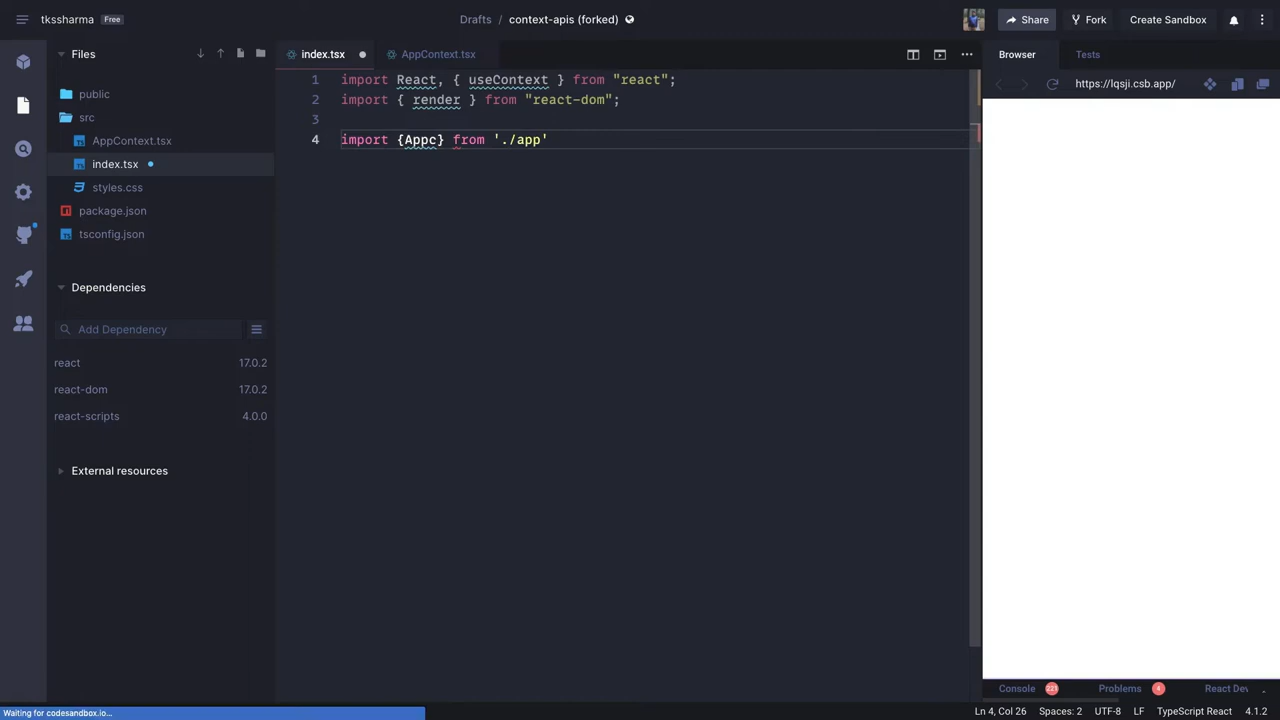 tkssharma Free
Drafts / context-apis (forked)
Share
Fork
Create Sandbox
Files
index.tsx
AppContext.tsx
Browser
Tests
https://lqsji.csb.app/
public
src
AppContext.tsx
index.tsx
styles.css
package.json
tsconfig.json
Dependencies
Add Dependency
react 17.0.2
react-dom 17.0.2
react-scripts 4.0.0
External resources
1 import React, { useContext } from "react";
2 import { render } from "react-dom";
3
4 import {Appc} from './app'
Console 221
Problems 4
React Dev
Waiting for codesandbox.io...
Ln 4, Col 26 Spaces: 2 UTF-8 LF TypeScript React 4.1.2